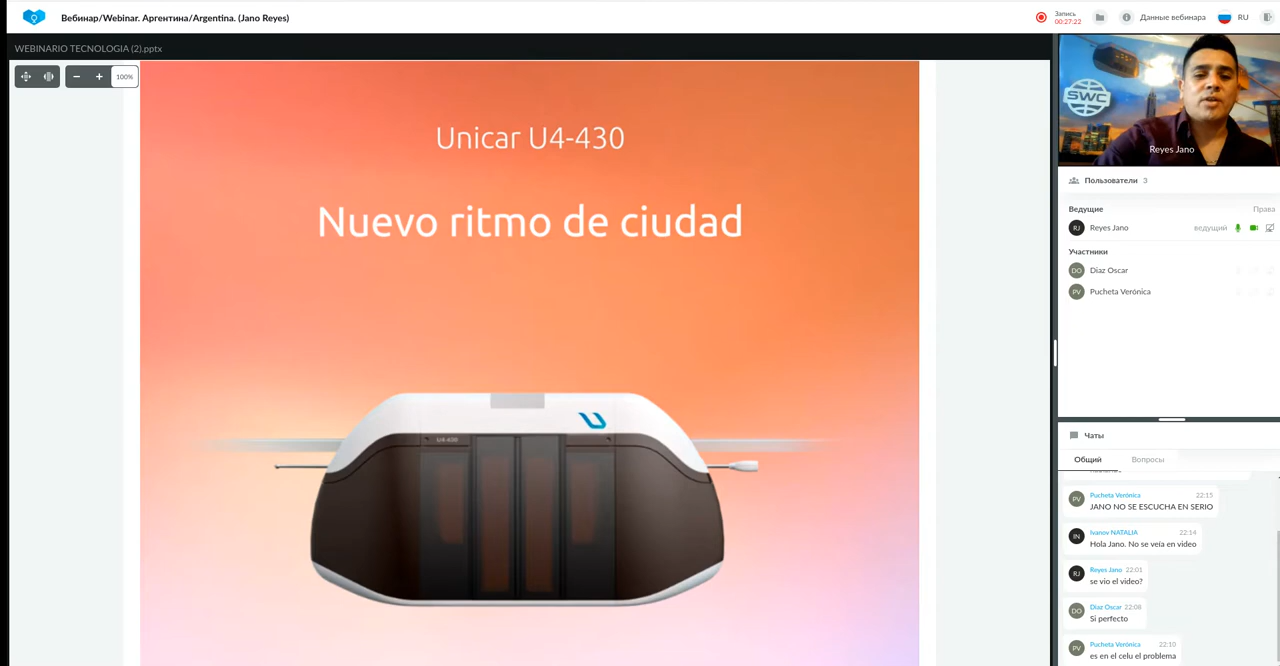 Вебинар/Webinar. Аргентина/Argentina. (Jano Reyes)
Запись
00:27:22
Данные вебинара
RU
WEBINARIO TECNOLOGIA (2).pptx
100%
Unicar U4-430
Nuevo ritmo de ciudad
U4-430
SWC
Reyes Jano
Пользователи 3
Ведущие
Права
RJ
Reyes Jano
ведущий
Участники
DO
Diaz Oscar
PV
Pucheta Verónica
Чаты
Общий
Вопросы
PV
Pucheta Verónica 22:15
JANO NO SE ESCUCHA EN SERIO
IN
Ivanov NATALIA 22:14
Hola Jano. No se veía en video
RJ
Reyes Jano 22:01
se vio el video?
DO
Diaz Oscar 22:08
Si perfecto
PV
Pucheta Verónica 22:10
es en el celu el problema